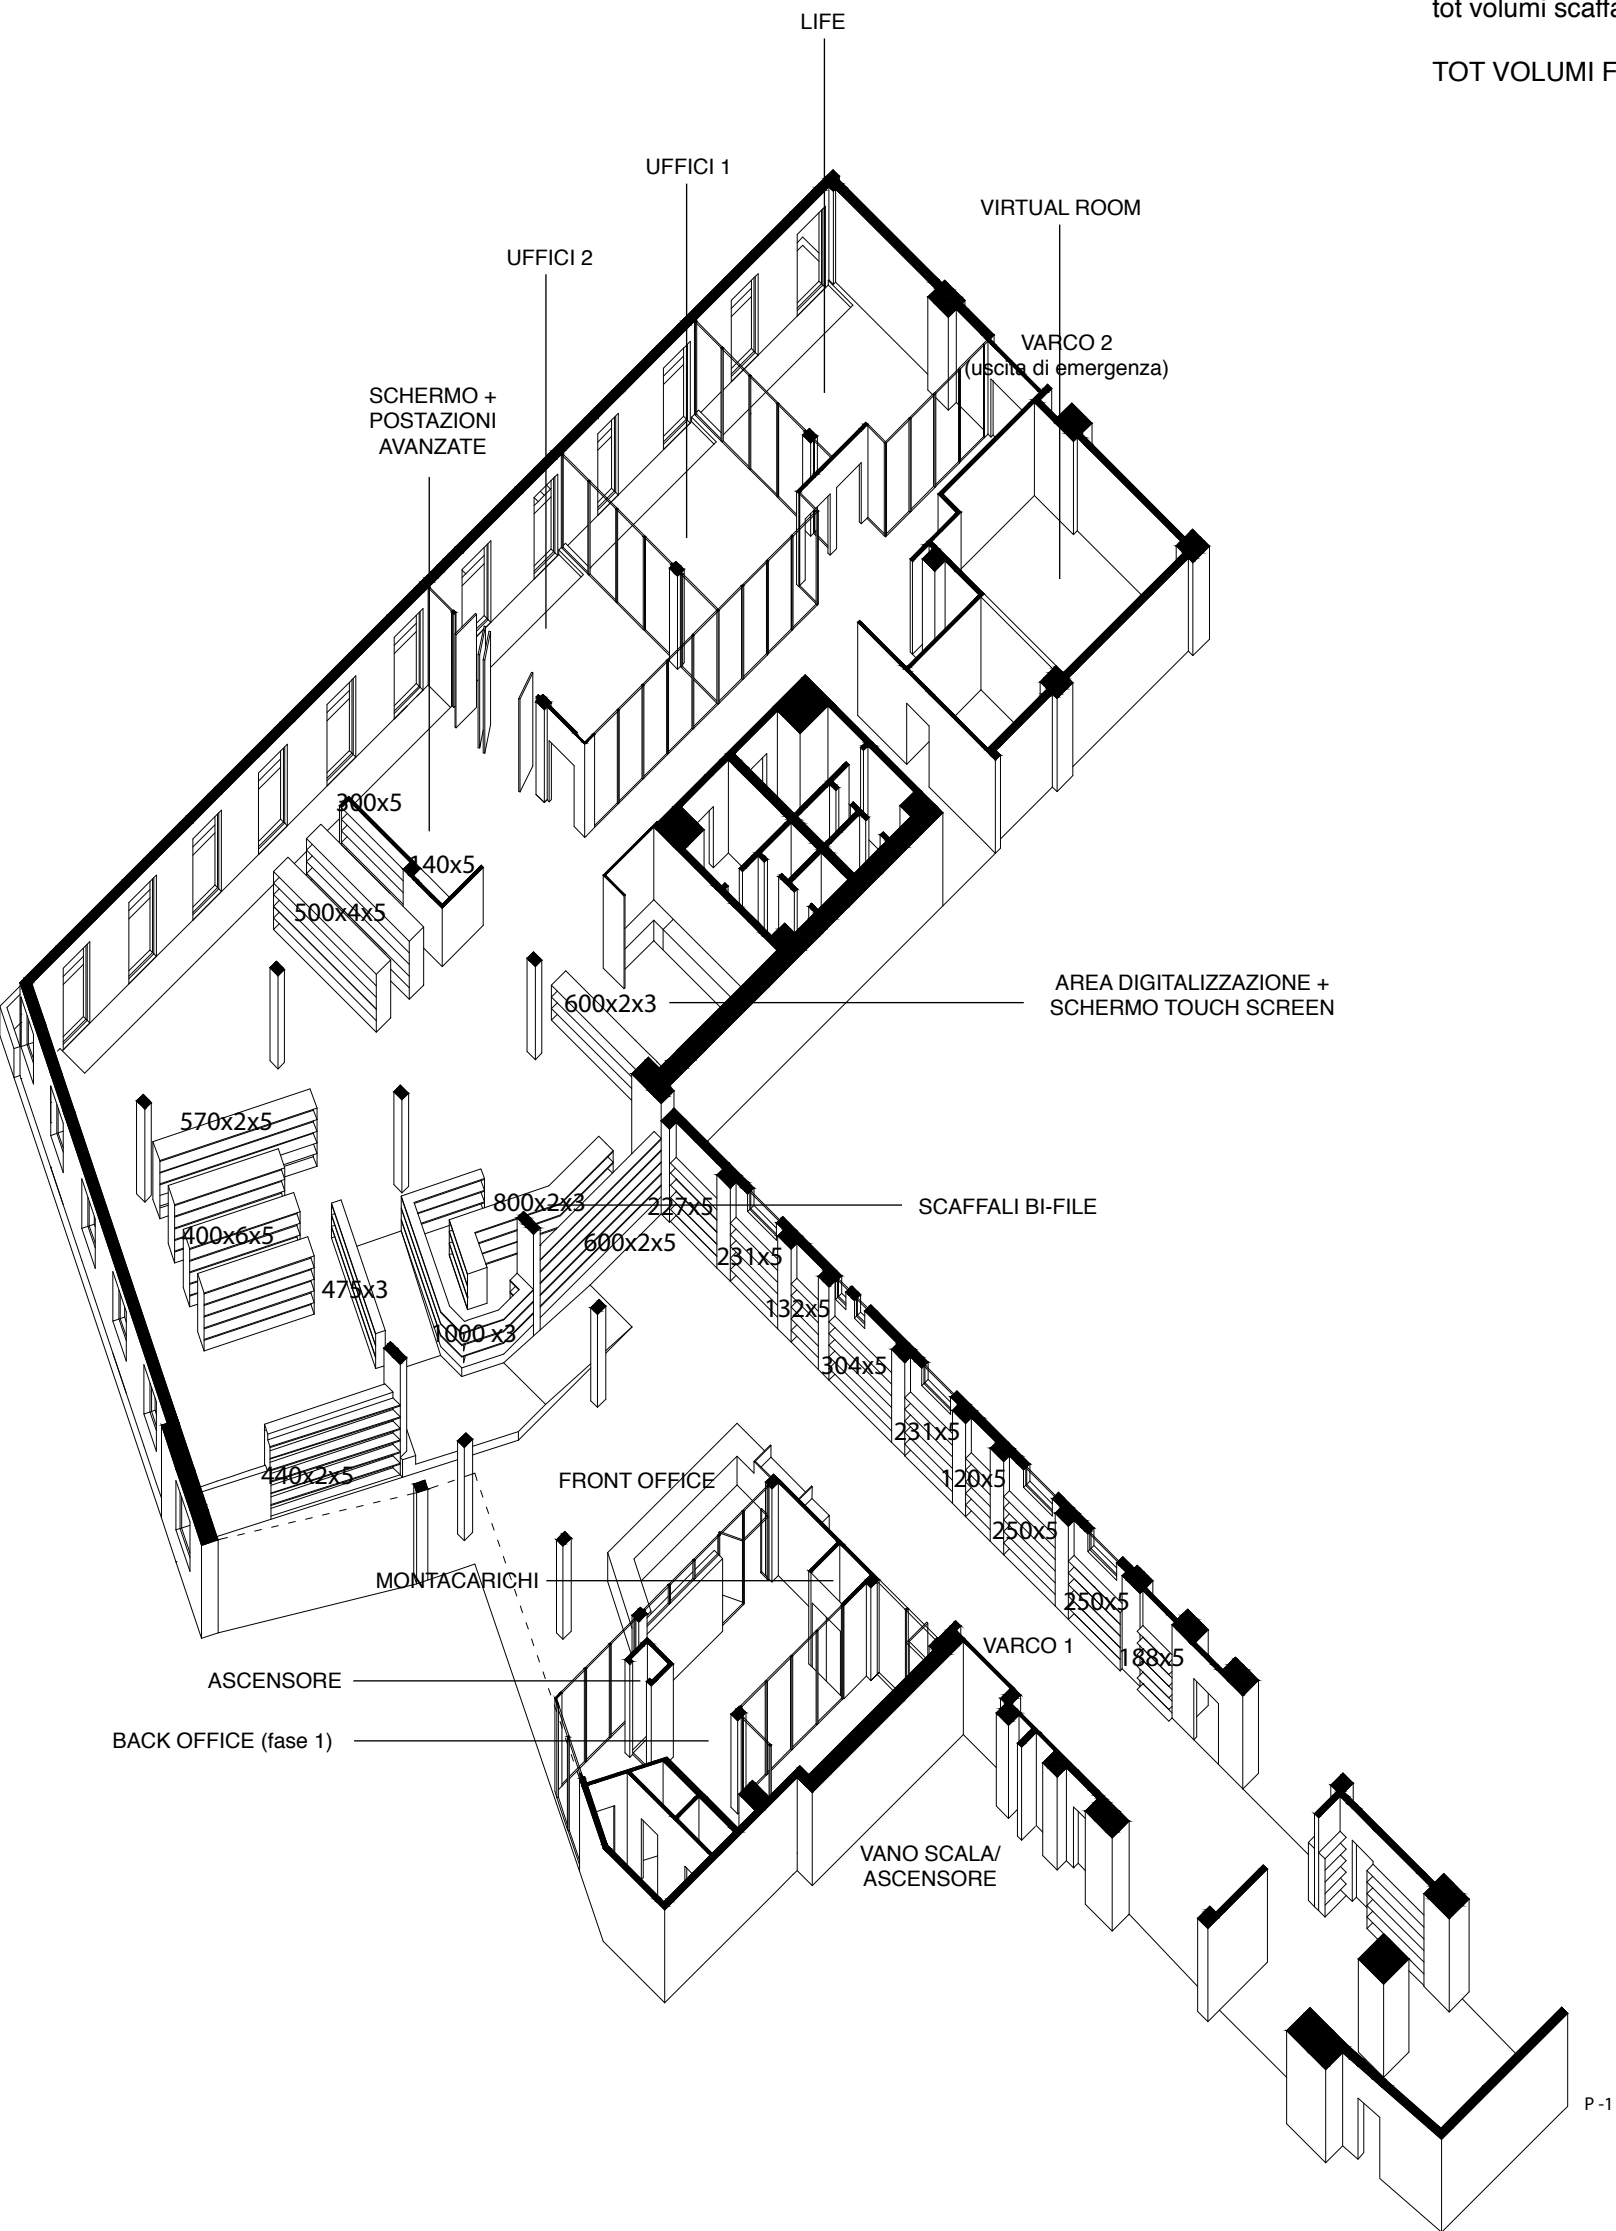 tot volumi
TOT VOLUMI
LIFE
UFFICI 1
VIRTUAL ROOM
UFFICI 2
VARCO 2
(uscita di emergenza)
SCHERMO +
POSTAZIONI
AVANZATE
300x5
140x5
500x4x5
600x2x3
AREA DIGITALIZZAZIONE +
SCHERMO TOUCH SCREEN
570x2x5
800x2x3
227x5
SCAFFALI BI-FILE
400x6x5
600x2x5
231x5
475x3
132x5
1000 x3
304x5
231x5
440x2x5
FRONT OFFICE
120x5
250x5
MONTACARICHI
250x5
VARCO 1
188x5
ASCENSORE
BACK OFFICE (fase 1)
VANO SCALA/
ASCENSORE
P -1